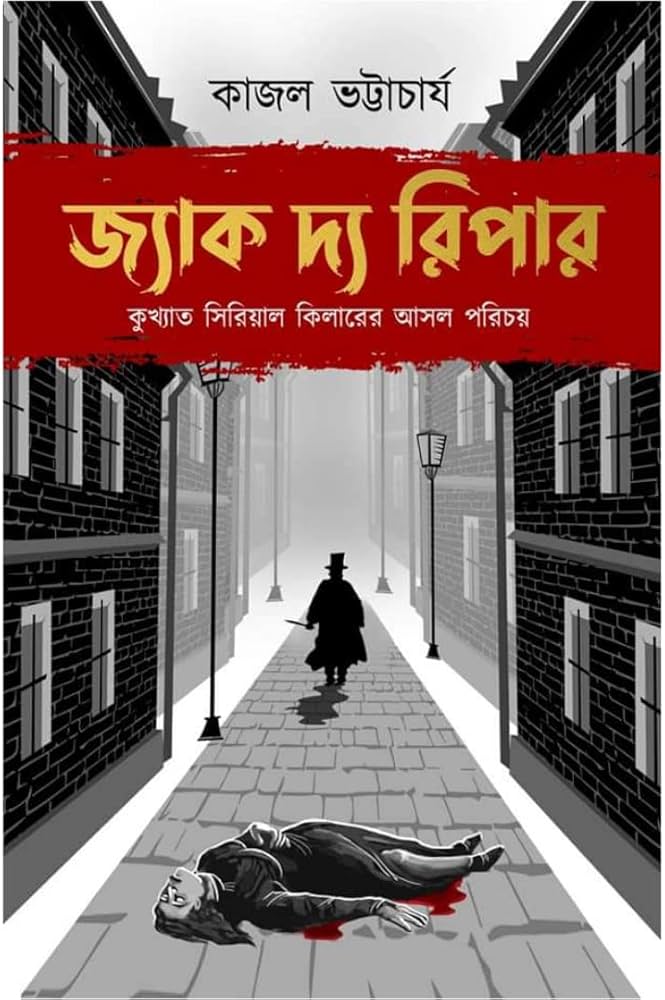 কাজল ভট্টাচার্য
জ্যাক দ্য রিপার
কুখ্যাত সিরিয়াল কিলারের আসল পরিচয়